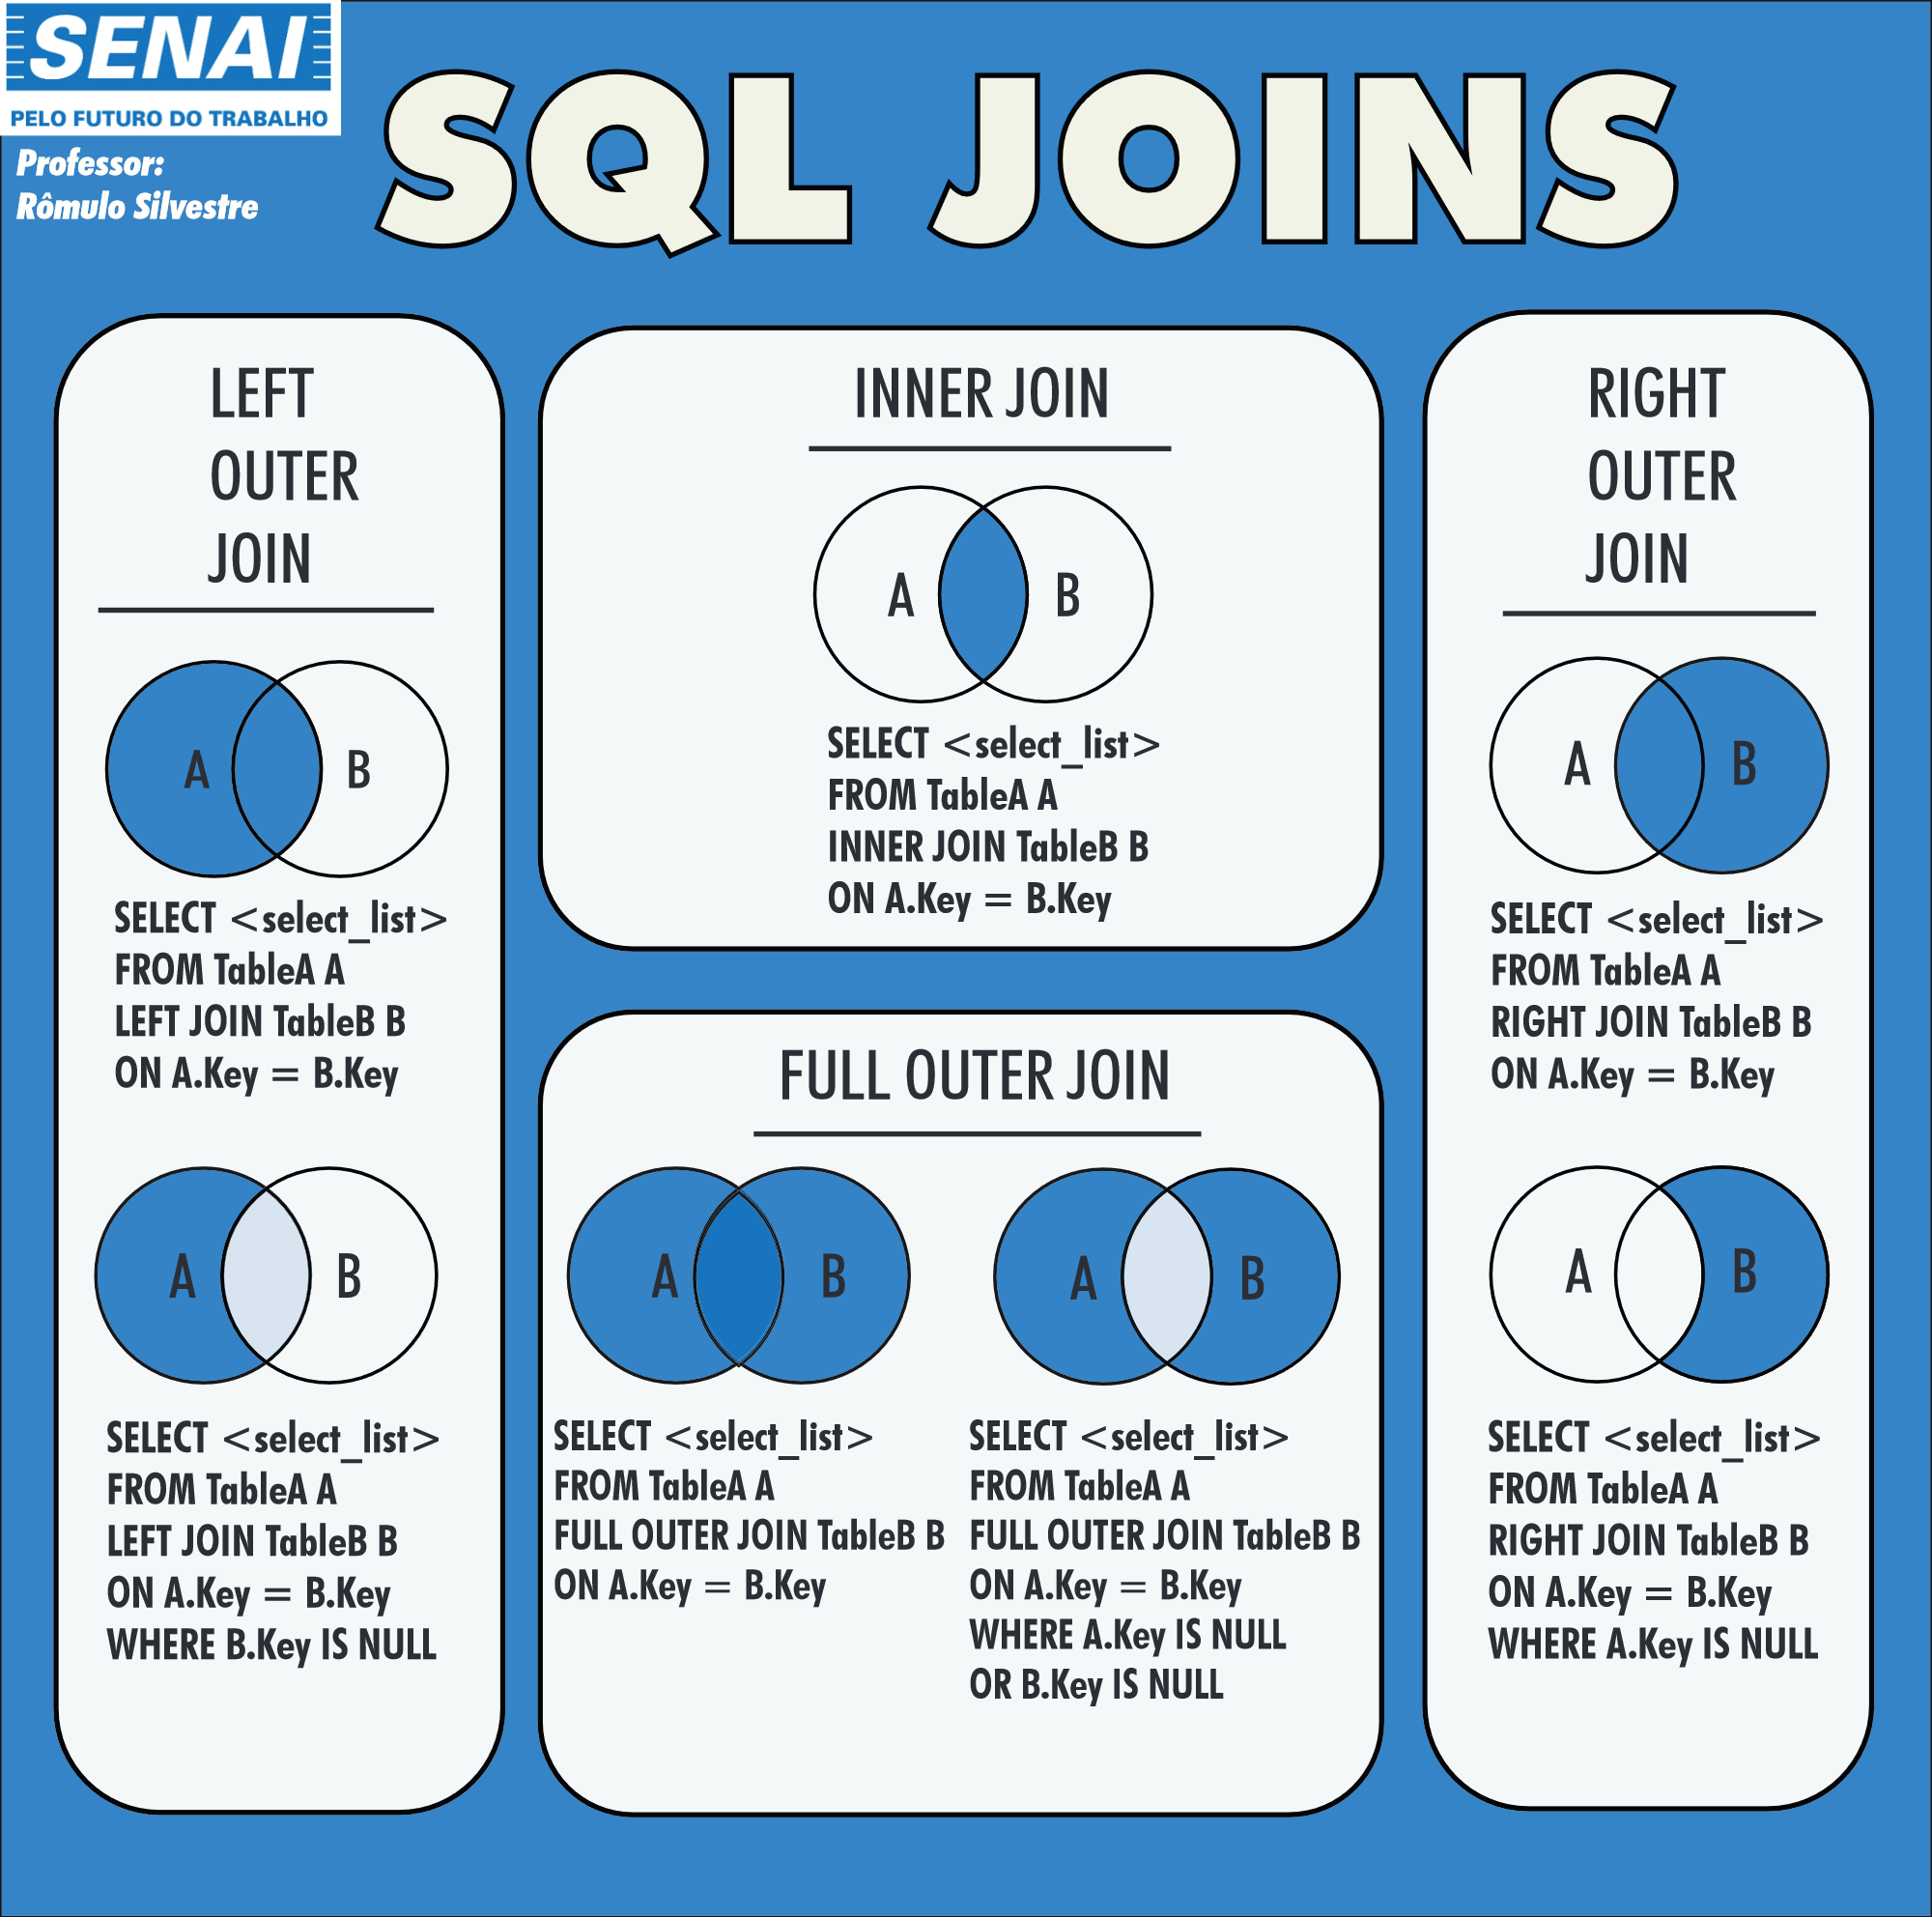 SENAI
PELO FUTURO DO TRABALHO
Professor:
Rômulo Silvestre
SQL JOINS
LEFT
OUTER
JOIN
A
B
SELECT <select_list>
FROM TableA A
LEFT JOIN TableB B
ON A.Key = B.Key
A
B
SELECT <select_list>
FROM TableA A
LEFT JOIN TableB B
ON A.Key = B.Key
WHERE B.Key IS NULL
INNER JOIN
A
B
SELECT <select_list>
FROM TableA A
INNER JOIN TableB B
ON A.Key = B.Key
FULL OUTER JOIN
A
B
SELECT <select_list>
FROM TableA A
FULL OUTER JOIN TableB B
ON A.Key = B.Key
A
B
SELECT <select_list>
FROM TableA A
FULL OUTER JOIN TableB B
ON A.Key = B.Key
WHERE A.Key IS NULL
OR B.Key IS NULL
RIGHT
OUTER
JOIN
A
B
SELECT <select_list>
FROM TableA A
RIGHT JOIN TableB B
ON A.Key = B.Key
A
B
SELECT <select_list>
FROM TableA A
RIGHT JOIN TableB B
ON A.Key = B.Key
WHERE A.Key IS NULL